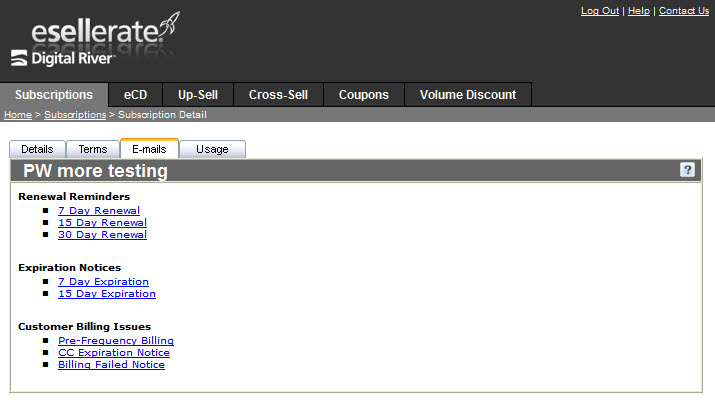 Log Out | Help | Contact Us
esellerate.
Digital River
Subscriptions eCD Up-Sell Cross-Sell Coupons Volume Discount
Home > Subscriptions > Subscription Detail
Details Terms E-mails Usage
PW more testing ?
Renewal Reminders
7 Day Renewal
15 Day Renewal
30 Day Renewal
Expiration Notices
7 Day Expiration
15 Day Expiration
Customer Billing Issues
Pre-Frequency Billing
CC Expiration Notice
Billing Failed Notice